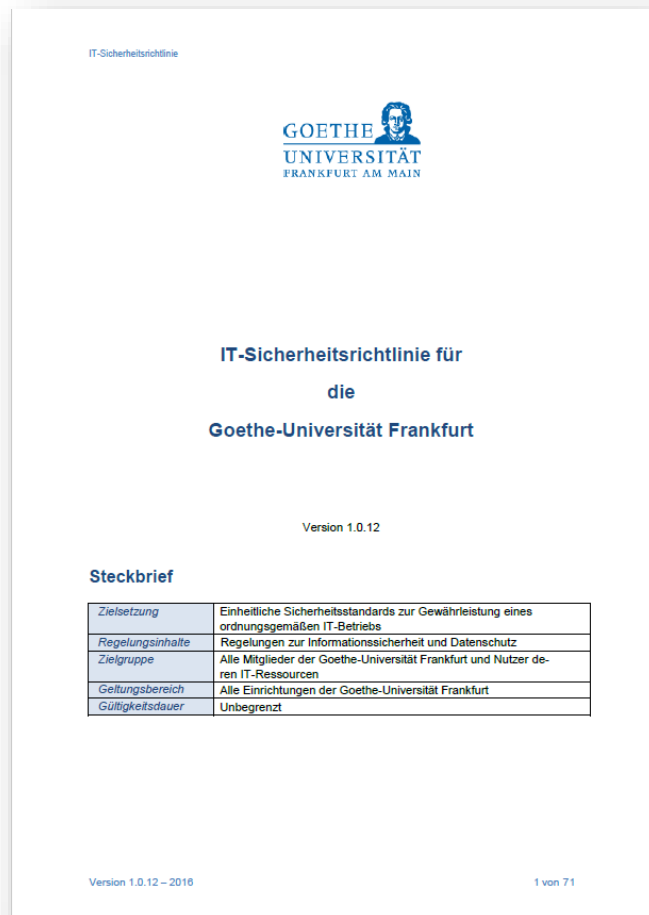 IT-Sicherheitsrichtlinie
GOETHE
UNIVERSITÄT
FRANKFURT AM MAIN
IT-Sicherheitsrichtlinie für
die
Goethe-Universität Frankfurt
Version 1.0.12
Steckbrief
Zielsetzung Einheitliche Sicherheitsstandards zur Gewährleistung eines
ordnungsgemäßen IT-Betriebs
Regelungsinhalte Regelungen zur Informationssicherheit und Datenschutz
Zielgruppe Alle Mitglieder der Goethe-Universität Frankfurt und Nutzer de-
ren IT-Ressourcen
Geltungsbereich Alle Einrichtungen der Goethe-Universität Frankfurt
Gültigkeitsdauer Unbegrenzt
Version 1.0.12 – 2016 1 von 71